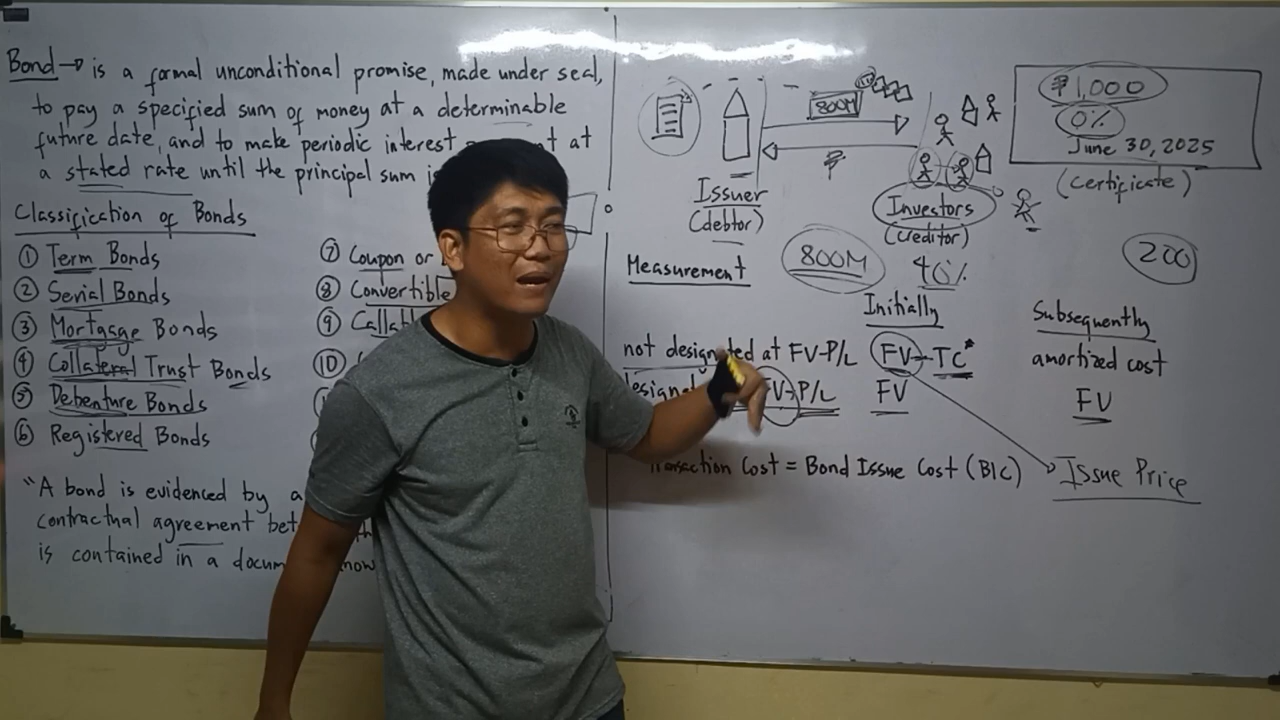 Bond → is a formal unconditional promise, made under seal,
to pay a specified sum of money at a determinable
future date, and to make periodic interest at
a stated rate until the principal sum
Classification of Bonds
① Term Bonds
② Serial Bonds
③ Mortgage Bonds
④ Collateral Trust Bonds
⑤ Debenture Bonds
⑥ Registered Bonds
⑦ Coupon or
⑧ Convertible
⑨
⑩
"A bond is evidenced by a
contractual agreement
is contained in a
800M
₱
Issuer
(debtor)
Investors
(creditor)
₱1,000
0%
June 30, 2025
(certificate)
Measurement
800M
40%
200
Initially
Subsequently
not designated at FV-P/L
FV-TC*
amortized cost
FV-P/L
FV
FV
Cost = Bond Issue Cost (BIC)
Issue Price